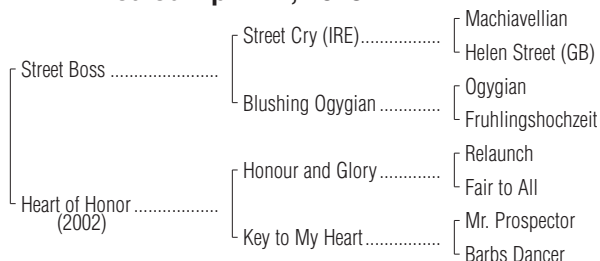 Machiavellian
Street Cry (IRE)..................
Helen Street (GB)
Street Boss ........................
Ogygian
Blushing Ogygian .............
Fruhlingshochzeit
Relaunch
Honour and Glory .............
Fair to All
Heart of Honor ..................
(2002)
Mr. Prospector
Key to My Heart................
Barbs Dancer